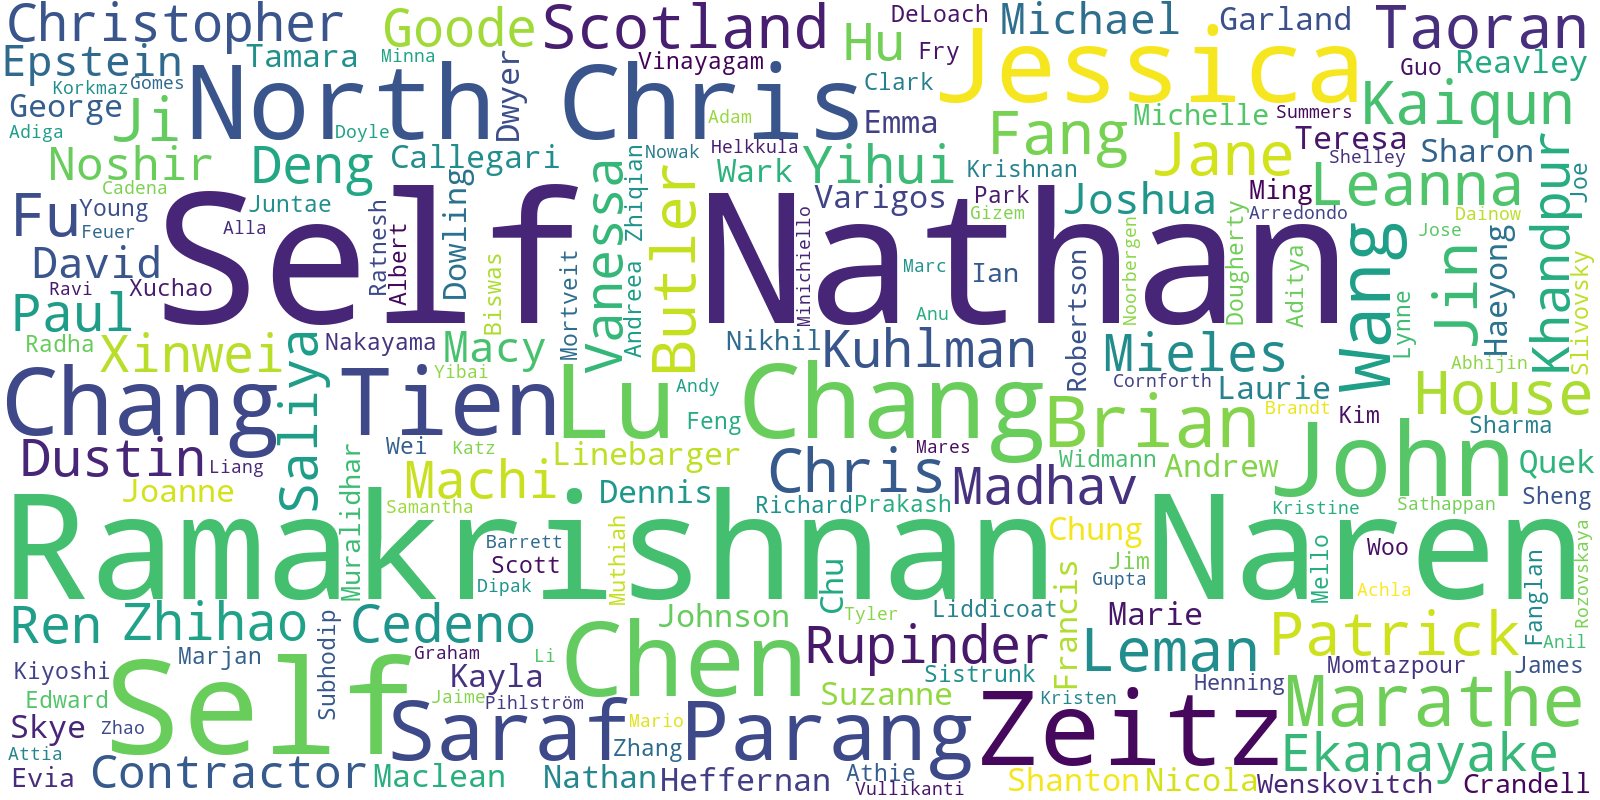 Christopher
Goode
Scotland
Hu
DeLoach
Michael
Garland
Taoran
Epstein
Tamara
Minna
Vinayagam
Fry
Jessica
Guo
Reavley
Korkmaz
Gomes
North
Chris
Clark
Dwyer
George
Ji
Adiga
Doyle
Adam
Emma
Fang
Michelle
Summers
Kaiqun
Noshir
Deng
Callegari
Nowak
Helkkula
Wark
Yihui
Krishnan
Jane
Teresa
Shelley
Sharon
Cadena
Fu
Young
Feuer
Juntae
Alla
Ratnesh
Albert
Dowling
Vanessa
Zhiqian
Andreea
Butler
Varigos
Park
Gizem
Joshua
Ming
Leanna
Arredondo
Dainow
Jose
Joe
Khandpur
Self
Nathan
David
Ravi
Xuchao
Biswas
Mortveit
Minichiello
Marc
Ian
Anu
Robertson
Noorbergen
Dougherty
Aditya
Wang
Lynne
Jin
Haeyong
Slivovsky
Paul
Radha
Xinwei
Saliya
Nakayama
Macy
Yibai
Nikhil
Kuhlman
Mieles
Cornforth
Laurie
Abhijin
House
Chang
Tien
Lu
Andy
Feng
Chang
Brian
Brandt
Kim
Sharma
Dustin
Liang
Wei
Katz
Linebarger
Mares
Chris
Widmann
Andrew
John
Quek
Joanne
Machi
Samantha
Dennis
Richard
Prakash
Madhav
Kristine
Sathappan
Sheng
Ramakrishnan
Naren
Muralidhar
Barrett
Scott
Dipak
Muthiah
Chu
Chung
Jim
Gupta
Francis
Mello
Woo
Achla
Fanglan
Rozovskaya
Ren
Zhihao
Cedeno
Johnson
Tyler
Liddicoat
Marie
Patrick
Anil
Kiyoshi
Marjan
Subhodip
Graham
Li
Chen
Rupinder
Sistrunk
Leman
Momtazpour
James
Edward
Self
Kayla
Jaime
Pihlström
Suzanne
Kristen
Henning
Marathe
Skye
Zhao
Saraf
Mario
Zhang
Parang
Zeitz
Attia
Evia
Contractor
Maclean
Nathan
Heffernan
Athie
Vullikanti
Shanton
Nicola
Ekanayake
Wenskovitch
Crandell